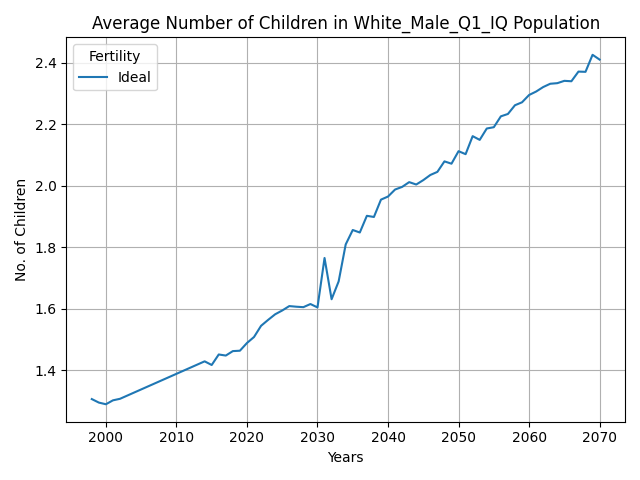 Average Number of Children in White_Male_Q1_IQ Population
Fertility
Ideal
No. of Children
2.4
2.2
2.0
1.8
1.6
1.4
2000 2010 2020 2030 2040 2050 2060 2070
Years